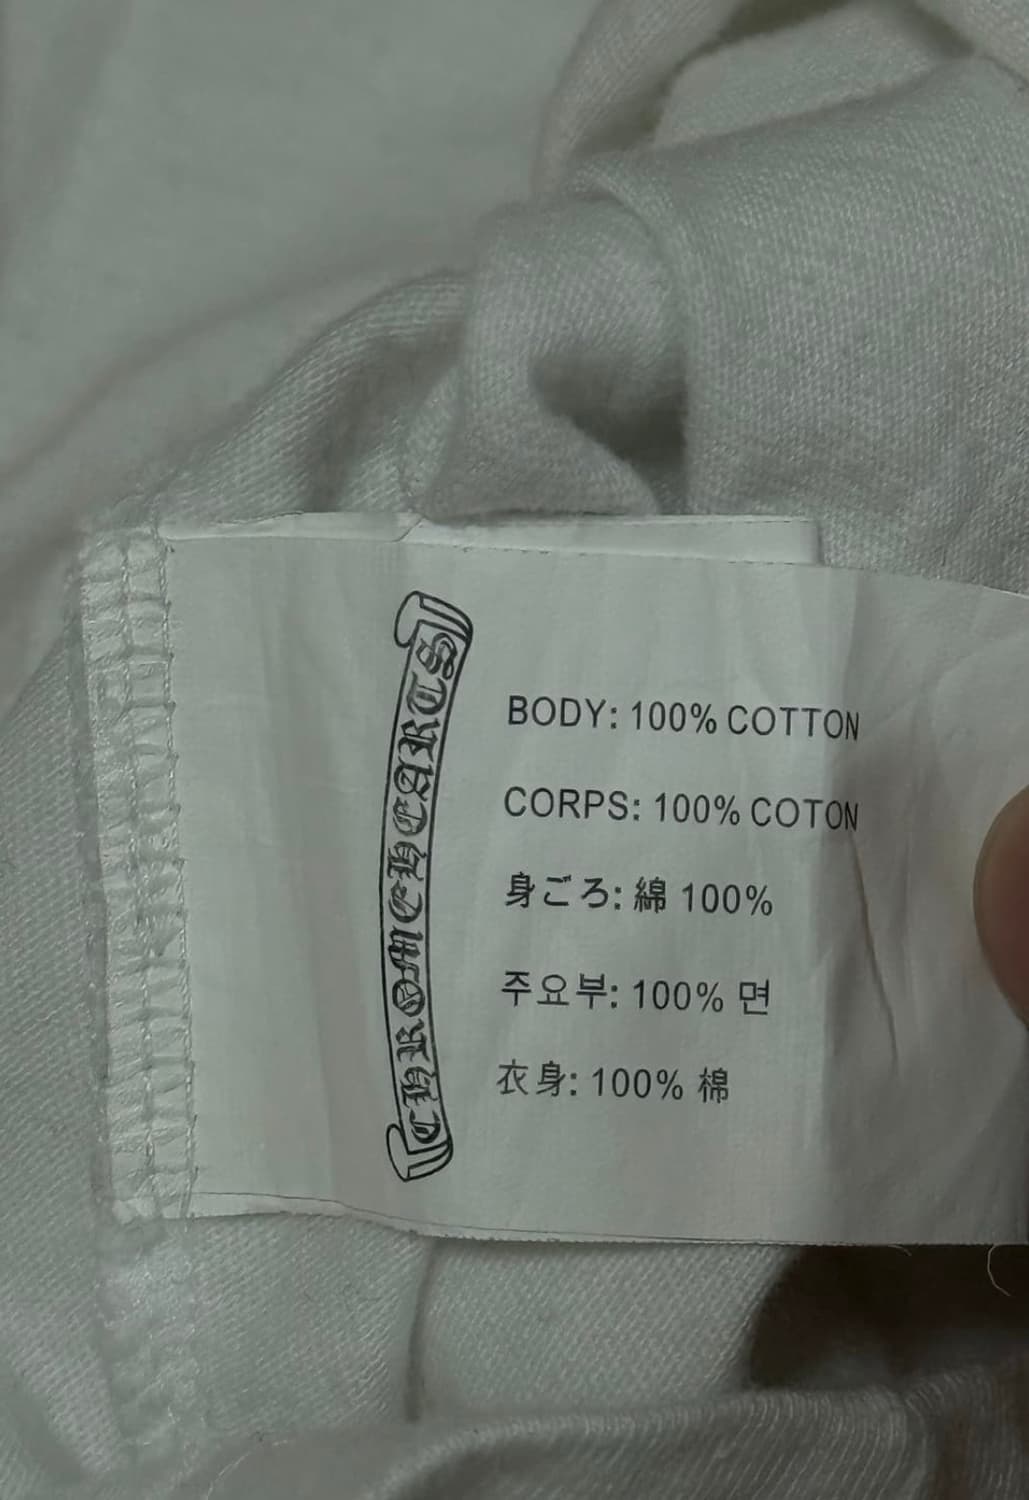 CHROME HEARTS
BODY: 100% COTTON
CORPS: 100% COTON
身ごろ: 綿 100%
주요부: 100% 면
衣身: 100% 棉